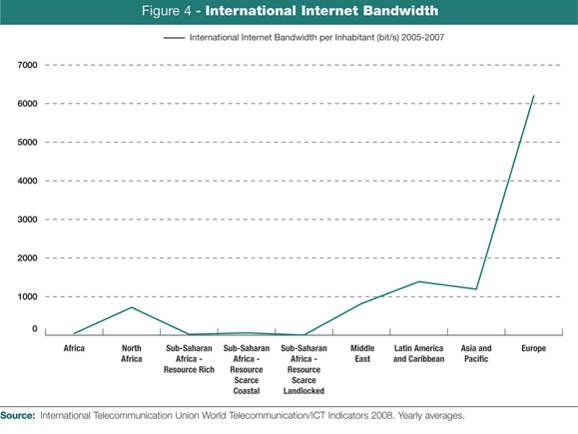 Figure 4 - International Internet Bandwidth
International Internet Bandwidth per Inhabitant (bit/s) 2005-2007
7000
6000
5000
4000
3000
2000
1000
0
Africa
North
Africa
Sub-Saharan
Africa -
Resource Rich
Sub-Saharan
Africa -
Resource
Scarce
Coastal
Sub-Saharan
Africa -
Resource
Scarce
Landlocked
Middle
East
Latin America
and Caribbean
Asia and
Pacific
Europe
Source: International Telecommunication Union World Telecommunication/ICT Indicators 2008. Yearly averages.